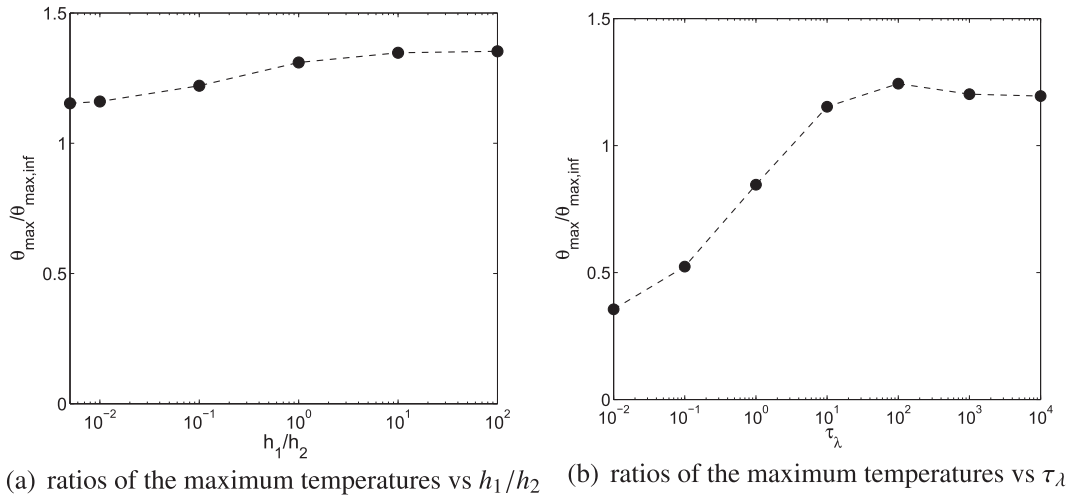 1.5
1
0.5
0
θmax/θmax,inf
10⁻² 10⁻¹ 10⁰ 10¹ 10²
h₁/h₂
(a) ratios of the maximum temperatures vs h₁/h₂
1.5
1
0.5
0
θmax/θmax,inf
10⁻² 10⁻¹ 10⁰ 10¹ 10² 10³ 10⁴
τλ
(b) ratios of the maximum temperatures vs τλ